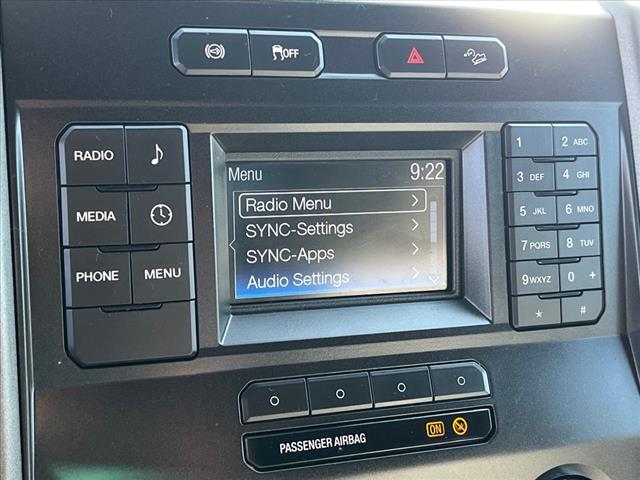 OFF
RADIO
MEDIA
PHONE
MENU
Menu 9:22
Radio Menu
SYNC-Settings
SYNC-Apps
Audio Settings
1 2 ABC
3 DEF 4 GHI
5 JKL 6 MNO
7 PQRS 8 TUV
9 WXYZ 0 +
* #
PASSENGER AIRBAG ON